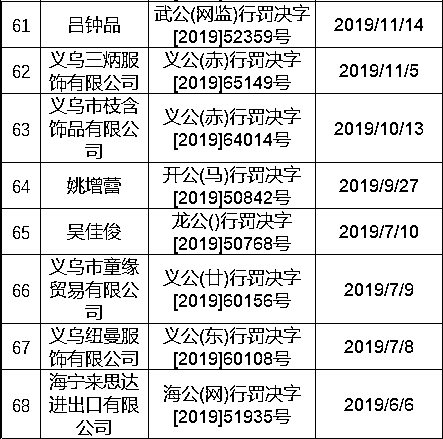 61 吕钟品 武公(网监)行罚决字[2019]52359号 2019/11/14
62 义乌三炳服饰有限公司 义公(赤)行罚决字[2019]65149号 2019/11/5
63 义乌市枝含饰品有限公司 义公(赤)行罚决字[2019]64014号 2019/10/13
64 姚增蕾 开公(马)行罚决字[2019]50842号 2019/9/27
65 吴佳俊 龙公()行罚决字[2019]50768号 2019/7/10
66 义乌市童缘贸易有限公司 义公(廿)行罚决字[2019]60156号 2019/7/9
67 义乌纽曼服饰有限公司 义公(东)行罚决字[2019]60108号 2019/7/8
68 海宁来思达进出口有限公司 海公(网)行罚决字[2019]51935号 2019/6/6